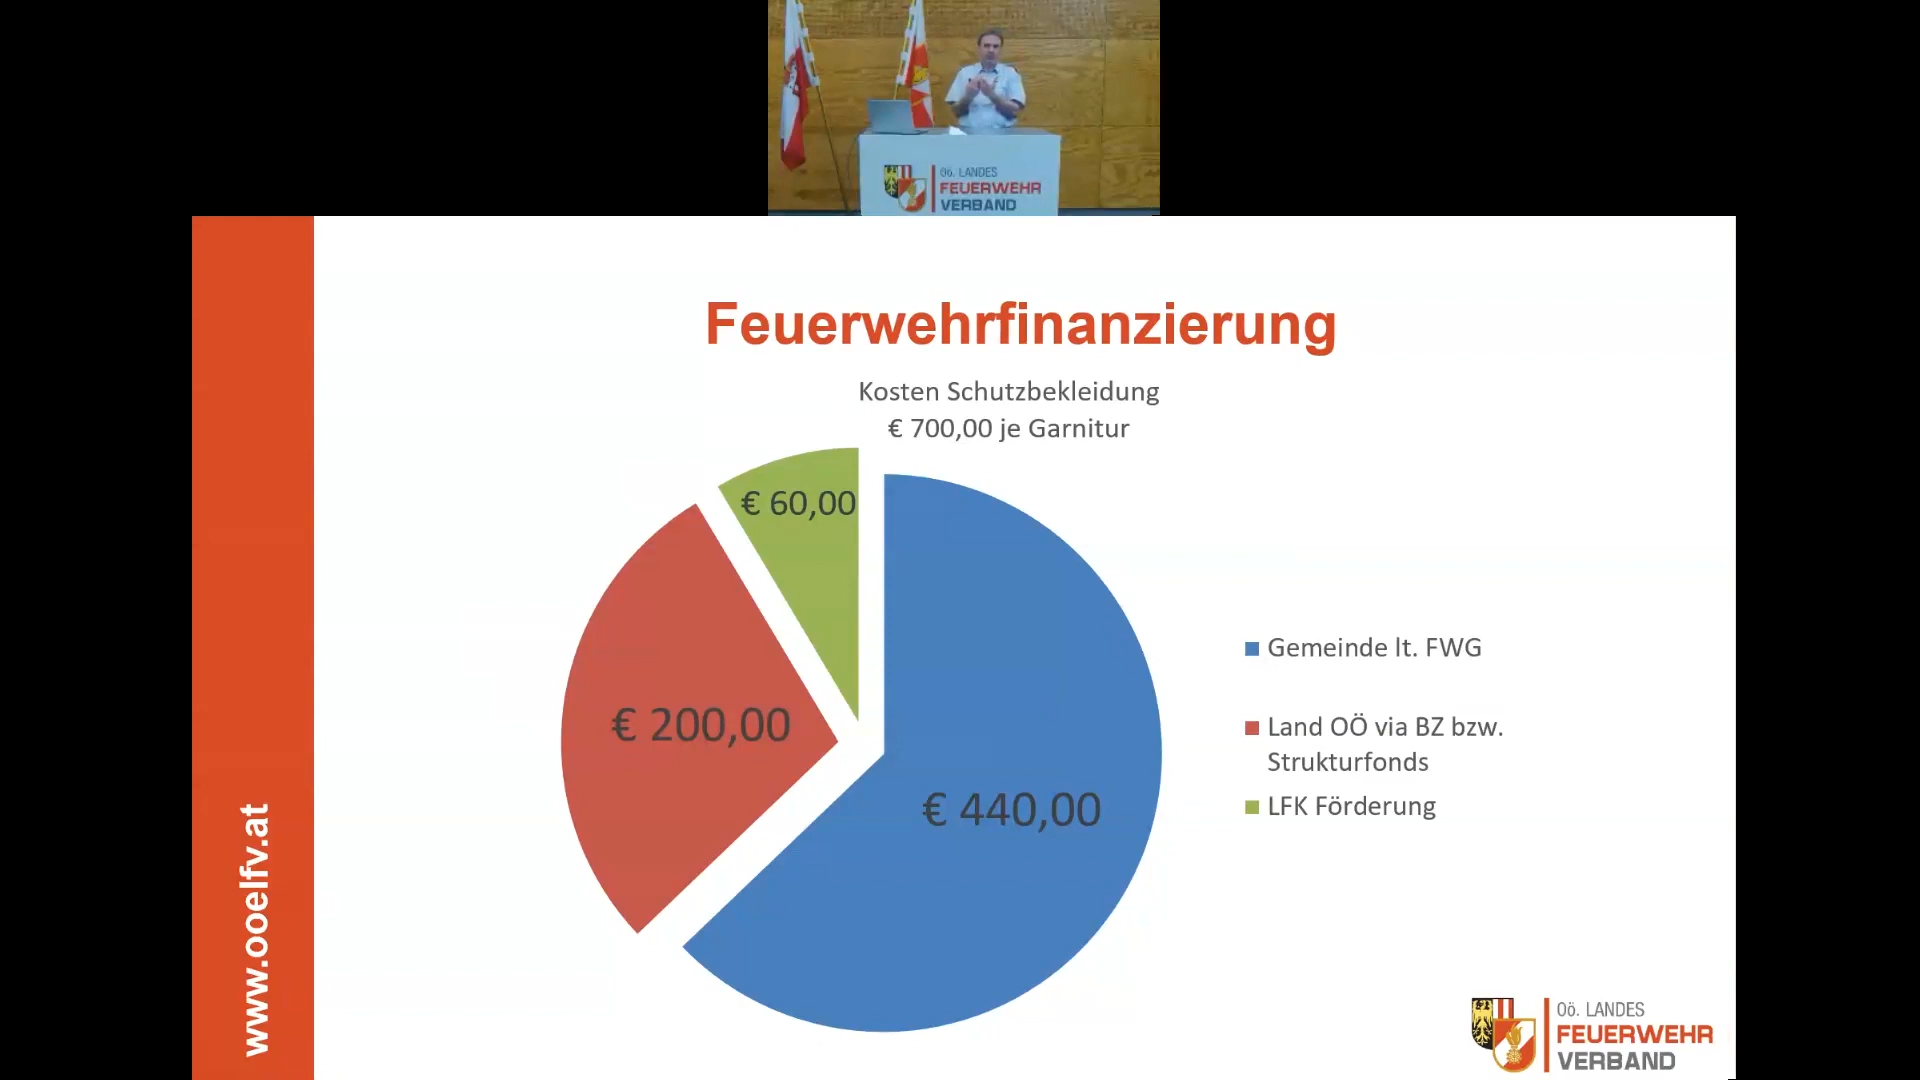 OÖ. LANDES
FEUERWEHR
VERBAND
Feuerwehrfinanzierung
Kosten Schutzbekleidung
€ 700,00 je Garnitur
€ 60,00
€ 200,00
€ 440,00
Gemeinde lt. FWG
Land OÖ via BZ bzw.
Strukturfonds
LFK Förderung
www.ooelfv.at
Oö. LANDES
FEUERWEHR
VERBAND